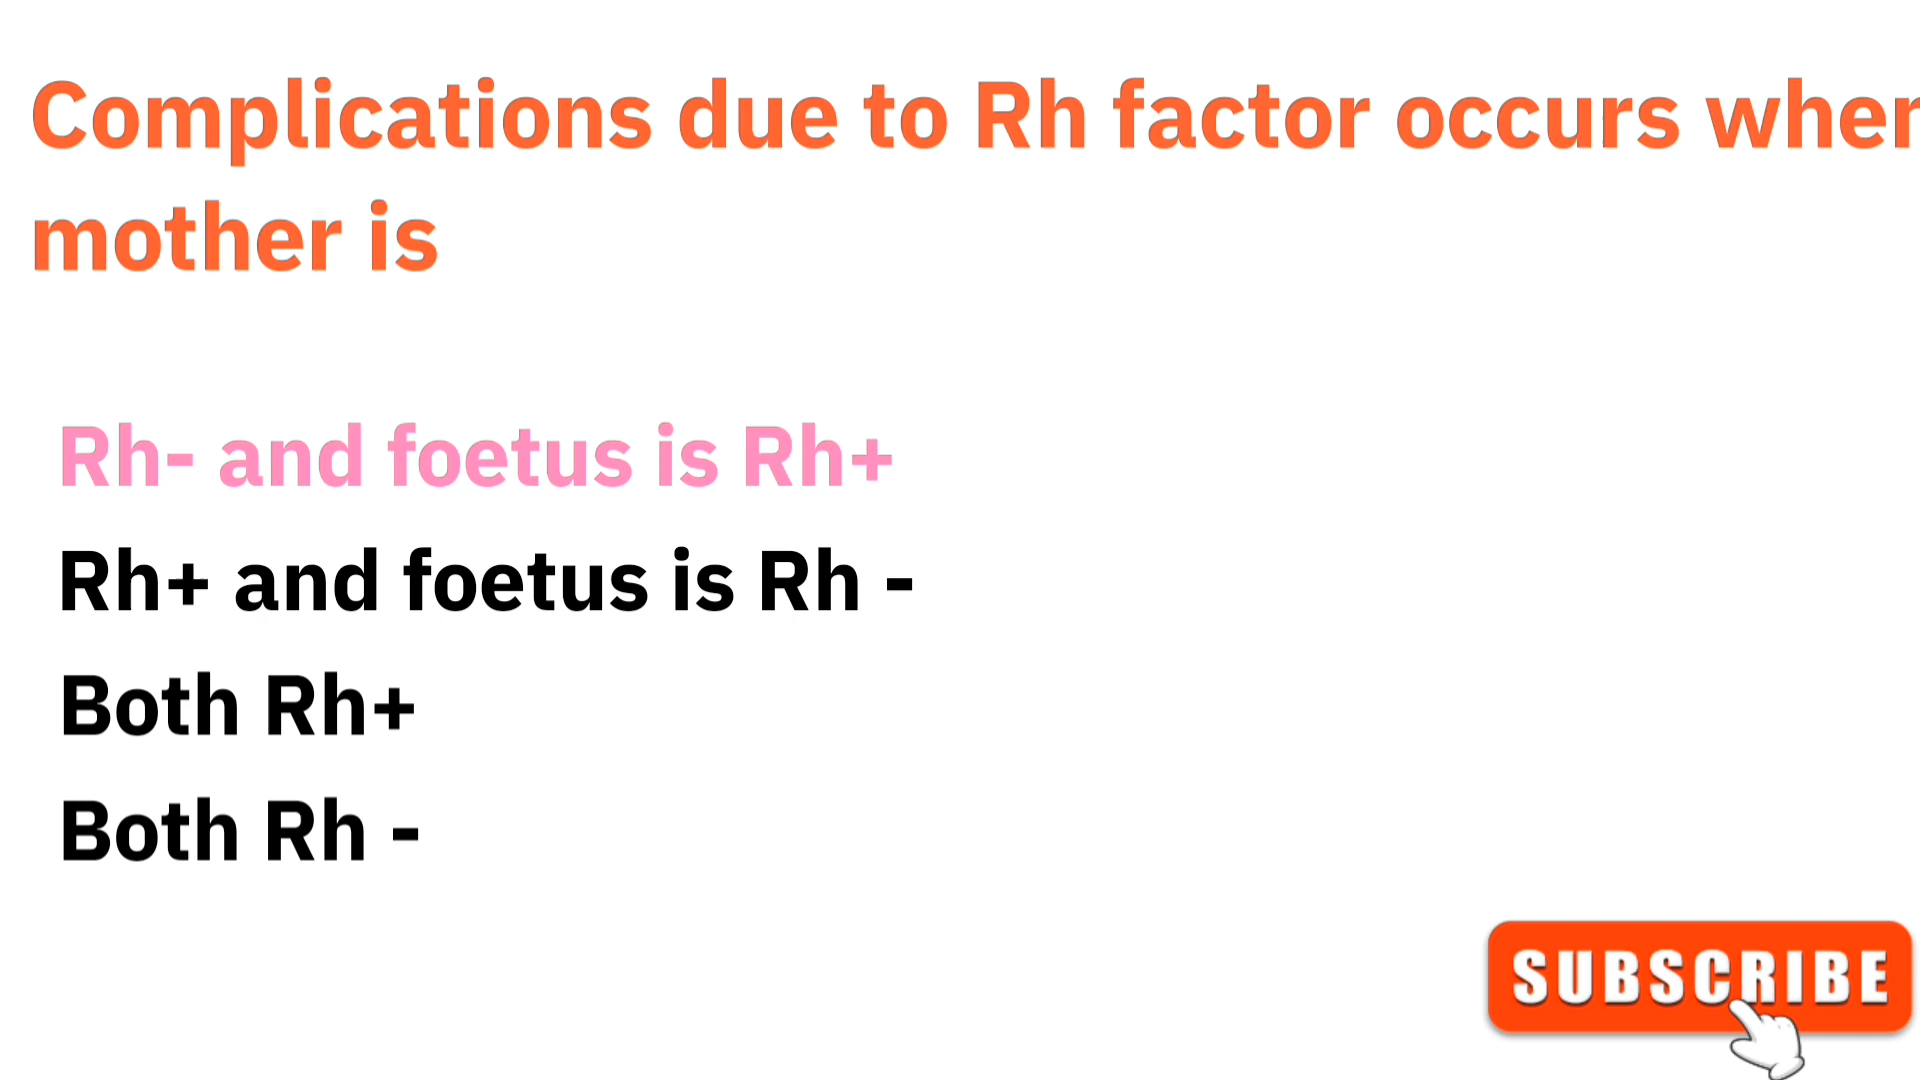 Complications due to Rh factor occurs when
mother is
Rh- and foetus is Rh+
Rh+ and foetus is Rh -
Both Rh+
Both Rh -
SUBSCRIBE